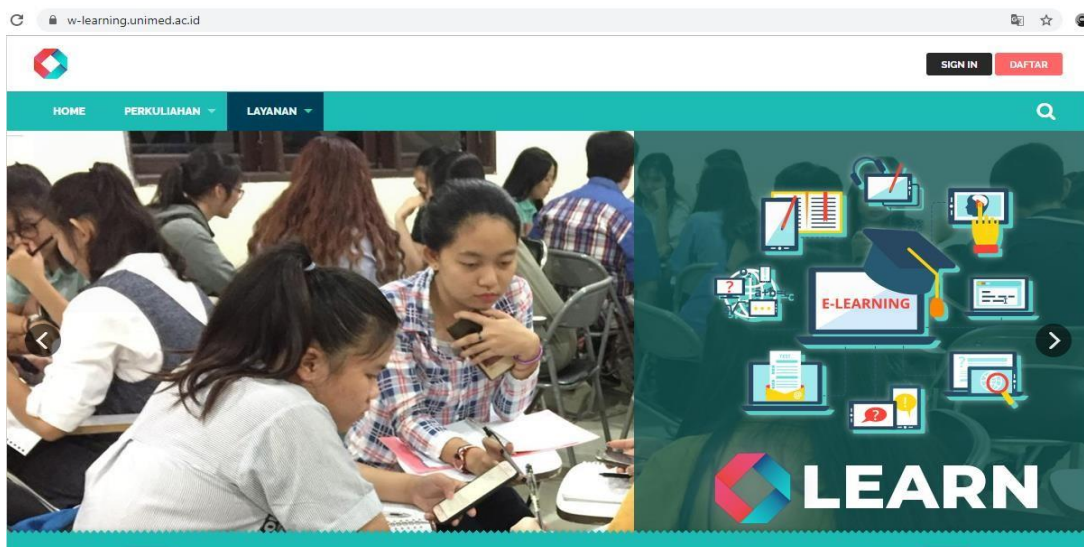 w-learning.unimed.ac.id
SIGN IN DAFTAR
HOME PERKULIAHAN LAYANAN
E-LEARNING
LEARN